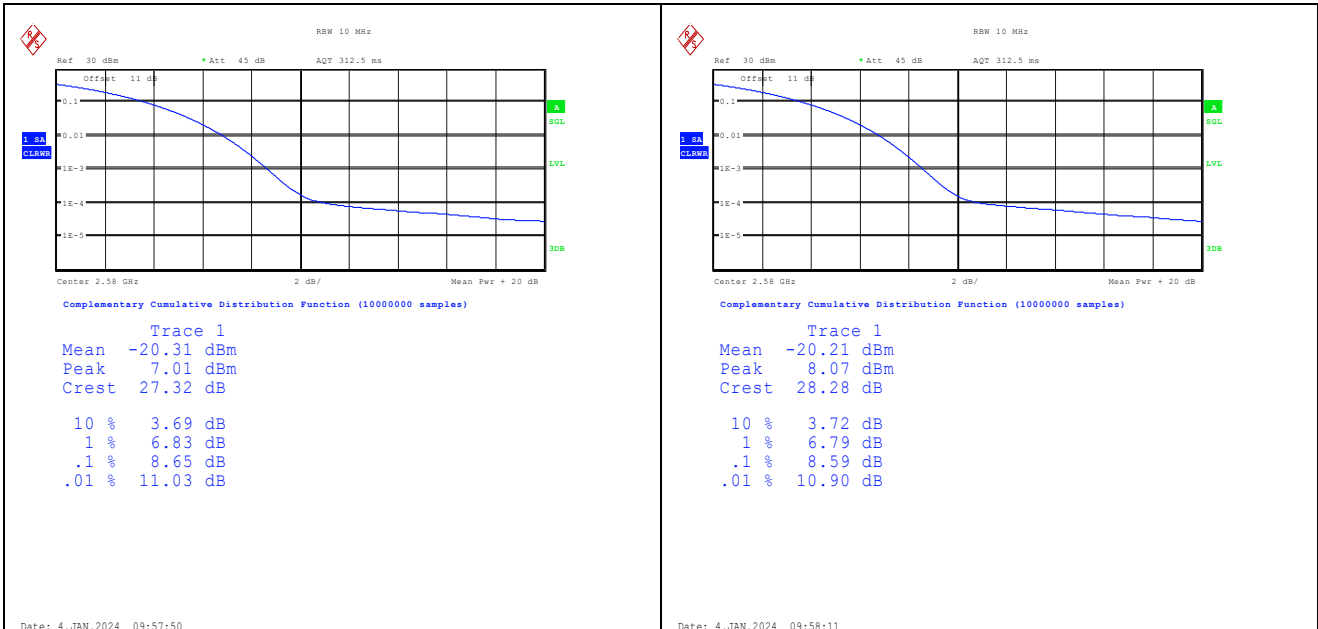 RBW 10 MHz
R/S
Ref 30 dBm * Att 45 dB AQT 312.5 ms
Offset 11 dB
0.1
A
SGL
0.01
1 SA
CLRWR
LVL
1E-3
1E-4
1E-5
3DB
Center 2.58 GHz 2 dB/ Mean Pwr + 20 dB
Complementary Cumulative Distribution Function (10000000 samples)
Trace 1
Mean -20.31 dBm
Peak 7.01 dBm
Crest 27.32 dB
10 % 3.69 dB
1 % 6.83 dB
.1 % 8.65 dB
.01 % 11.03 dB
Date: 4.JAN.2024 09:57:50
RBW 10 MHz
R/S
Ref 30 dBm * Att 45 dB AQT 312.5 ms
Offset 11 dB
0.1
A
SGL
0.01
1 SA
CLRWR
LVL
1E-3
1E-4
1E-5
3DB
Center 2.58 GHz 2 dB/ Mean Pwr + 20 dB
Complementary Cumulative Distribution Function (10000000 samples)
Trace 1
Mean -20.21 dBm
Peak 8.07 dBm
Crest 28.28 dB
10 % 3.72 dB
1 % 6.79 dB
.1 % 8.59 dB
.01 % 10.90 dB
Date: 4.JAN.2024 09:58:11